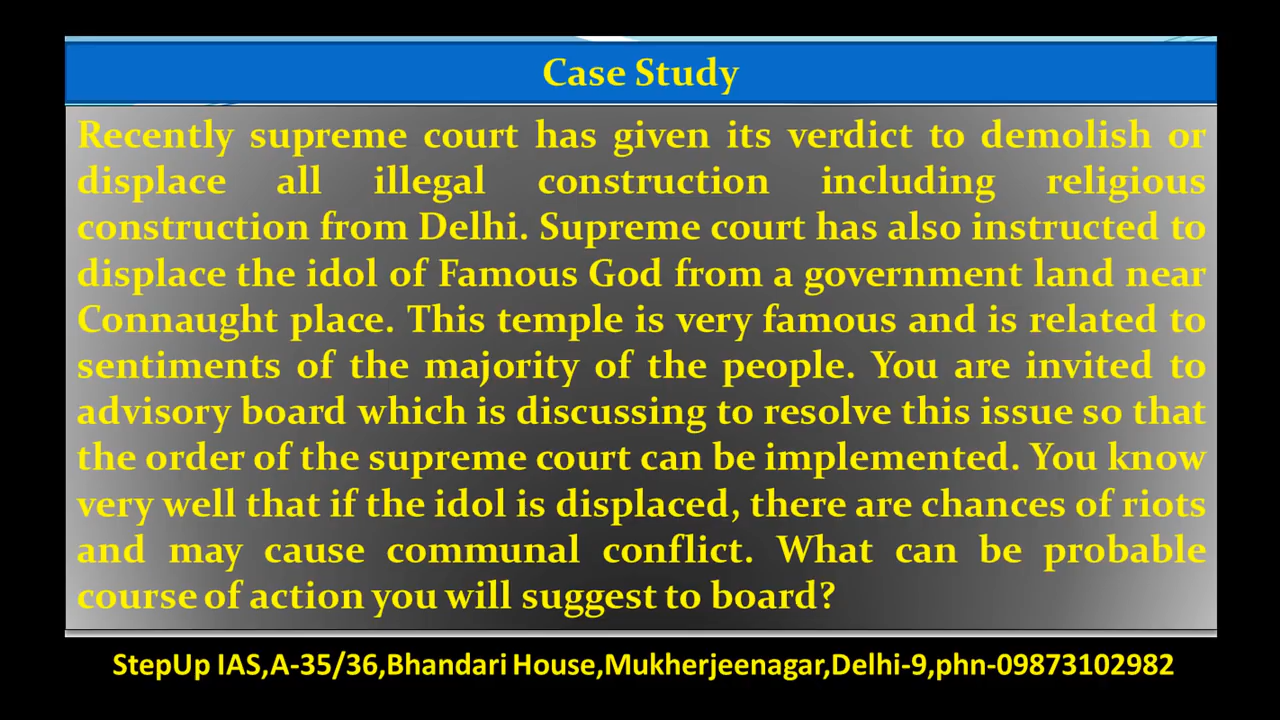 Case Study
Recently supreme court has given its verdict to demolish or
displace all illegal construction including religious
construction from Delhi. Supreme court has also instructed to
displace the idol of Famous God from a government land near
Connaught place. This temple is very famous and is related to
sentiments of the majority of the people. You are invited to
advisory board which is discussing to resolve this issue so that
the order of the supreme court can be implemented. You know
very well that if the idol is displaced, there are chances of riots
and may cause communal conflict. What can be probable
course of action you will suggest to board?
StepUp IAS,A-35/36,Bhandari House,Mukherjeenagar,Delhi-9,phn-09873102982